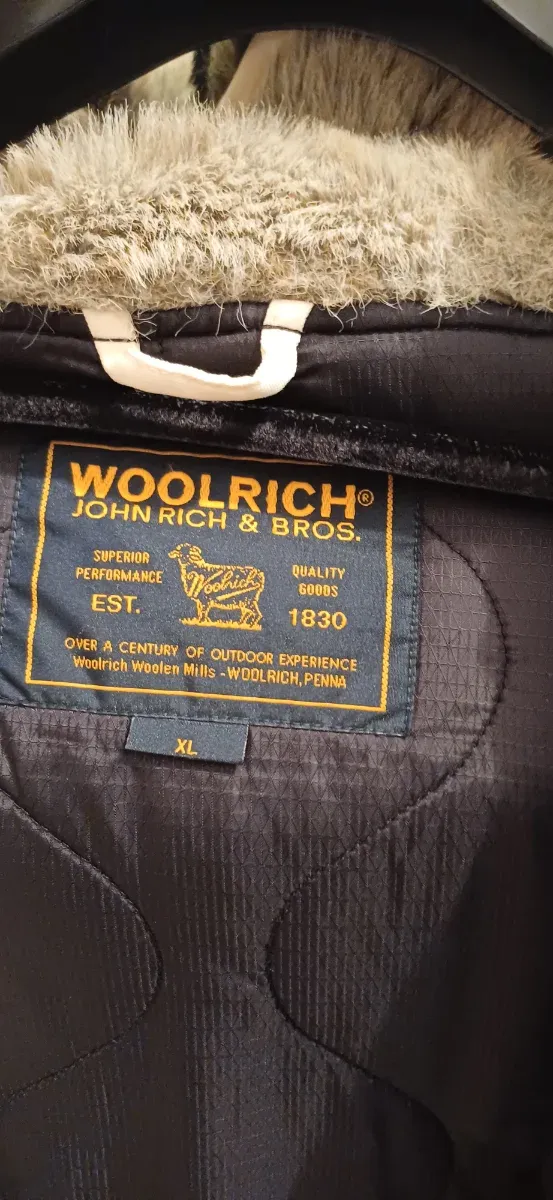 WOOLRICH®
JOHN RICH & BROS.
SUPERIOR
PERFORMANCE
Woolrich
QUALITY
GOODS
EST.
1830
OVER A CENTURY OF OUTDOOR EXPERIENCE
Woolrich Woolen Mills - WOOLRICH, PENNA
XL